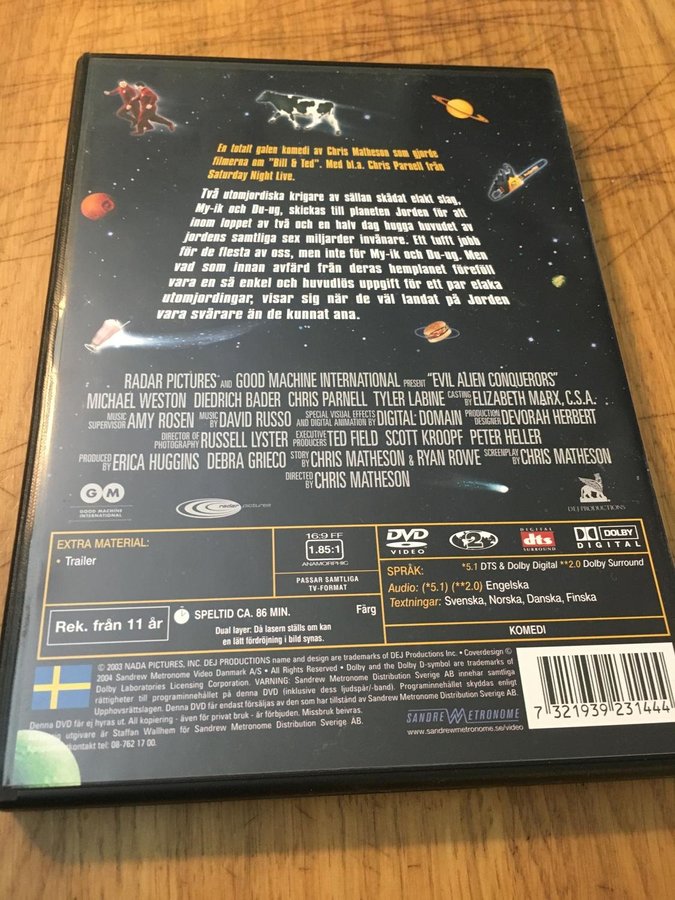 En totalt galen komedi av Chris Matheson som gjorde
filmerna om "Bill & Ted". Med bl.a. Chris Parnell från
Saturday Night Live.
Två utomjordiska krigare av sällan skådat elakt slag,
My-ik och Du-ug, skickas till planeten Jorden för att
inom loppet av två och en halv dag hugga huvudet av
jordens samtliga sex miljarder invånare. Ett tufft jobb
för de flesta av oss, men inte för My-ik och Du-ug. Men
vad som innan avfärd från deras hemplanet föreföll
vara en så enkel och huvudlös uppgift för ett par elaka
utomjordingar, visar sig när de väl landat på Jorden
vara svårare än de kunnat ana.
RADAR PICTURES AND GOOD MACHINE INTERNATIONAL PRESENT "EVIL ALIEN CONQUERORS"
MICHAEL WESTON DIEDRICH BADER CHRIS PARNELL TYLER LABINE CASTING BY ELIZABETH MARX, C.S.A.
MUSIC SUPERVISOR AMY ROSEN MUSIC BY DAVID RUSSO SPECIAL VISUAL EFFECTS AND DIGITAL ANIMATION BY DIGITAL DOMAIN PRODUCTION DESIGNER DEVORAH HERBERT
DIRECTOR OF PHOTOGRAPHY RUSSELL LYSTER EXECUTIVE PRODUCERS TED FIELD SCOTT KROOPF PETER HELLER
PRODUCED BY ERICA HUGGINS DEBRA GRIECO STORY BY CHRIS MATHESON & RYAN ROWE SCREENPLAY BY CHRIS MATHESON
DIRECTED BY CHRIS MATHESON
GM
GOOD MACHINE
INTERNATIONAL
radar pictures
DEJ PRODUCTIONS
EXTRA MATERIAL:
• Trailer
16:9 FF
1.85:1
ANAMORPHIC
PASSAR SAMTLIGA
TV-FORMAT
DVD
VIDEO
2
DIGITAL
dts
SURROUND
DOLBY
DIGITAL
SPRÅK: *5.1 DTS & Dolby Digital **2.0 Dolby Surround
Audio: (*5.1) (**2.0) Engelska
Textningar: Svenska, Norska, Danska, Finska
Rek. från 11 år
SPELTID CA. 86 MIN. Färg
Dual layer: Då lasern ställs om kan
en lätt fördröjning i bild synas.
KOMEDI
© 2003 NADA PICTURES, INC. DEJ PRODUCTIONS name and design are trademarks of DEJ Productions Inc. • Coverdesign ©
2004 Sandrew Metronome Video Danmark A/S • All Rights Reserved • Dolby and the Dolby D-symbol are trademarks of
Dolby Laboratories Licensing Corporation. VARNING: Sandrew Metronome Distribution Sverige AB innehar samtliga
rättigheter till programinnehållet på denna DVD (inklusive dess ljudspår/-band). Programinnehållet skyddas enligt
Upphovsrättslagen. Denna DVD får endast försäljas av den som har tillstånd av Sandrew Metronome Distribution Sverige AB.
Denna DVD får ej hyras ut. All kopiering - även för privat bruk - är förbjuden. Missbruk beivras.
utgivare är Staffan Wallhem för Sandrew Metronome Distribution Sverige AB.
kontakt tel: 08-762 17 00.
SANDREW METRONOME
www.sandrewmetronome.se/video
7 321939 231444